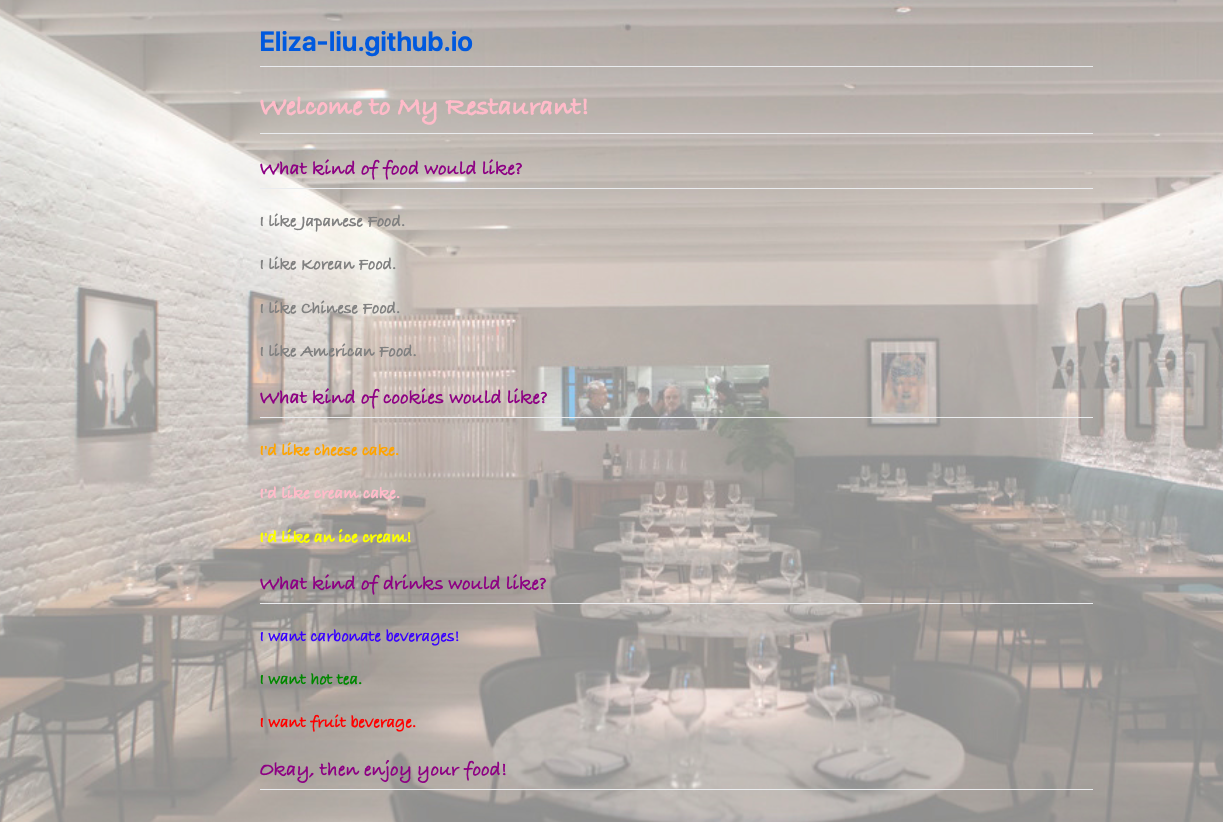 Eliza-liu.github.io
Welcome to My Restaurant!
What kind of food would like?
I like Japanese Food.
I like Korean Food.
I like Chinese Food.
I like American Food.
What kind of cookies would like?
I'd like cheese cake.
I'd like cream cake.
I'd like an ice cream!
What kind of drinks would like?
I want carbonate beverages!
I want hot tea.
I want fruit beverage.
Okay, then enjoy your food!